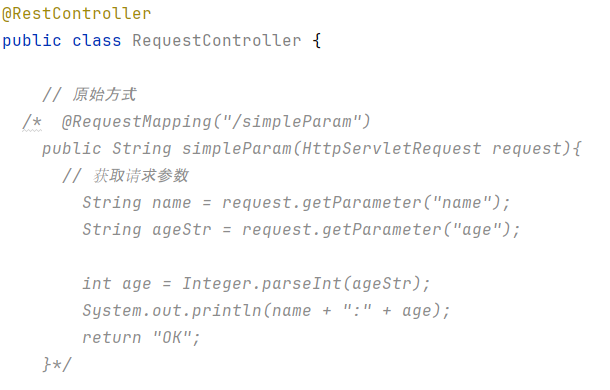 @RestController
public class RequestController {
// 原始方式
/* @RequestMapping("/simpleParam")
public String simpleParam(HttpServletRequest request){
// 获取请求参数
String name = request.getParameter("name");
String ageStr = request.getParameter("age");
int age = Integer.parseInt(ageStr);
System.out.println(name + ":" + age);
return "OK";
}*/